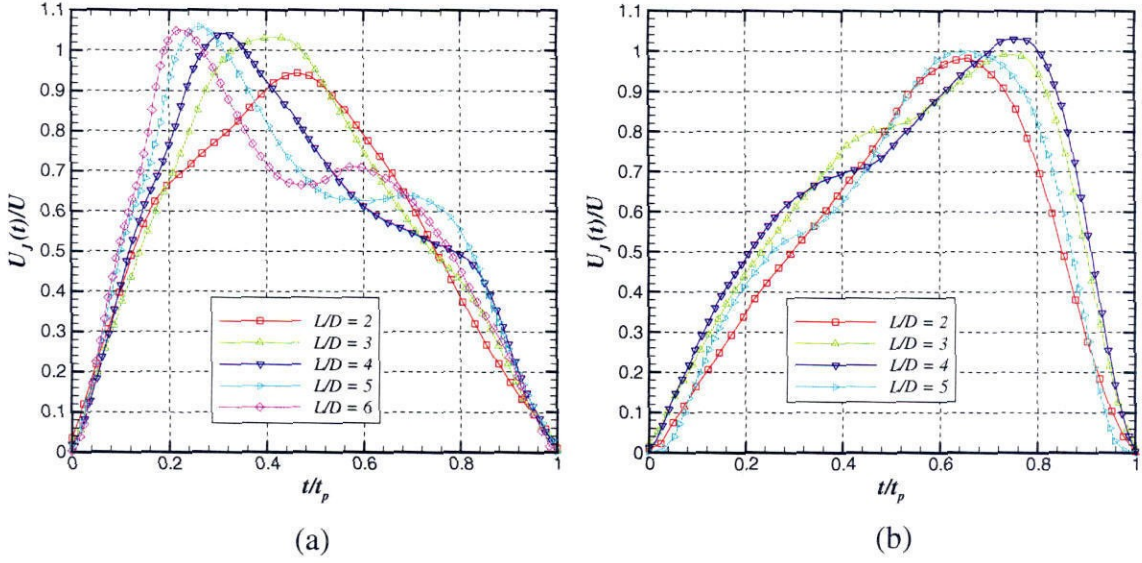 1.1
1
0.9
0.8
0.7
0.6
0.5
0.4
0.3
0.2
0.1
0
U_J(t)/U
0 0.2 0.4 0.6 0.8 1
t/t_p
L/D = 2
L/D = 3
L/D = 4
L/D = 5
L/D = 6
(a)
1.1
1
0.9
0.8
0.7
0.6
0.5
0.4
0.3
0.2
0.1
0
U_J(t)/U
0 0.2 0.4 0.6 0.8 1
t/t_p
L/D = 2
L/D = 3
L/D = 4
L/D = 5
(b)